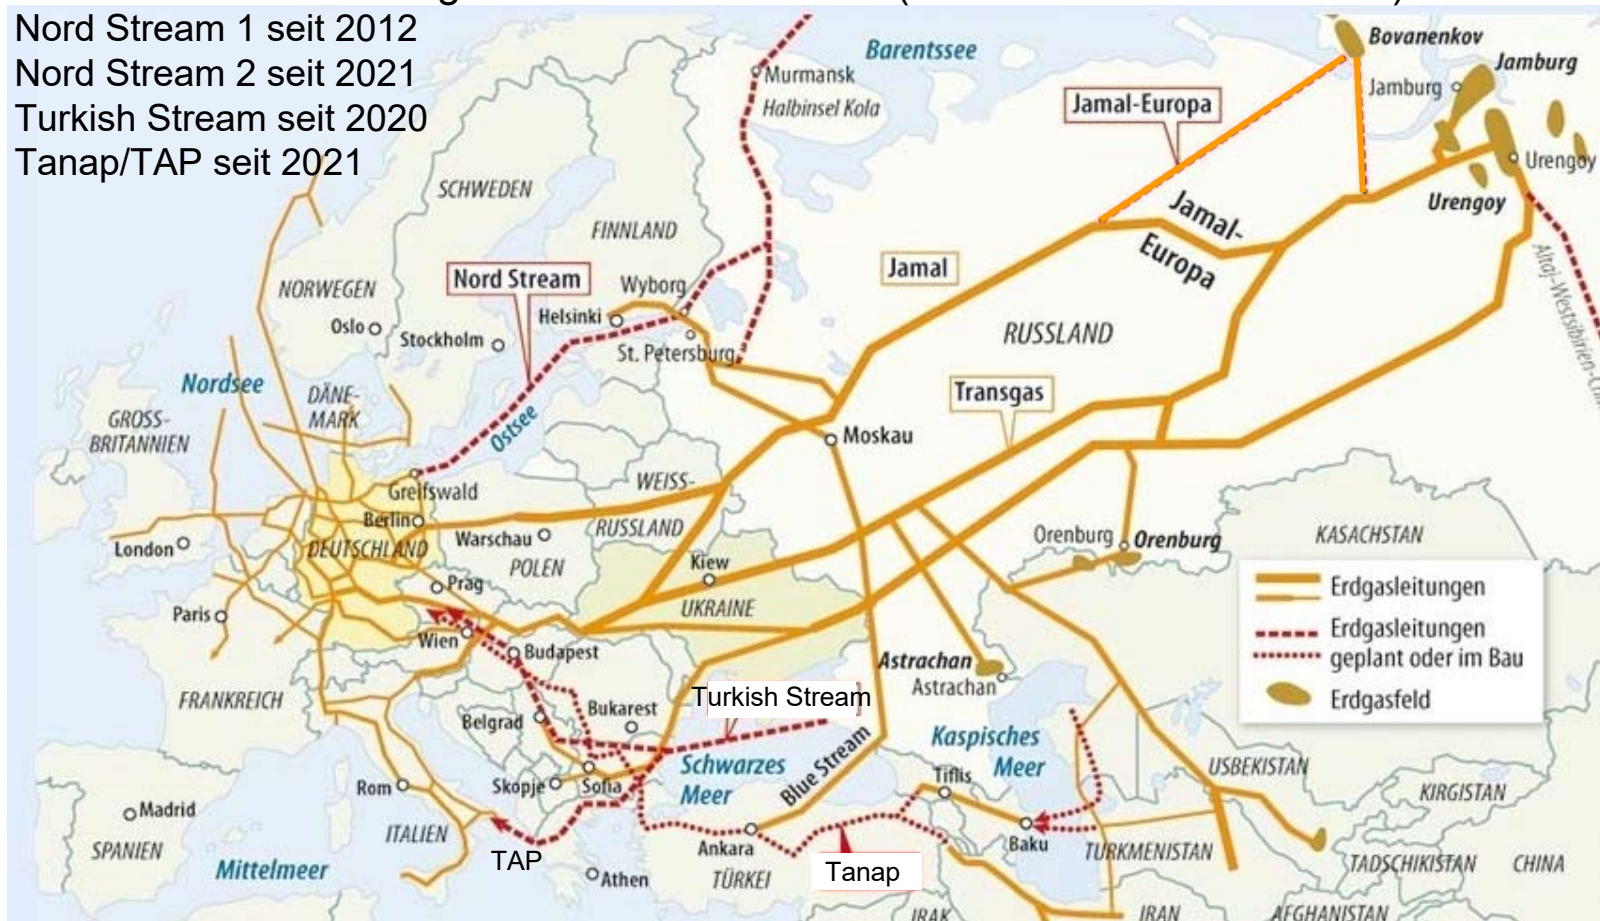 Nord Stream 1 seit 2012
Nord Stream 2 seit 2021
Turkish Stream seit 2020
Tanap/TAP seit 2021
Barentssee
Murmansk
Halbinsel Kola
Bovanenkov
Jamburg
Jamburg
Jamal-Europa
Urengoy
Urengoy
SCHWEDEN
FINNLAND
Jamal-
Europa
Altaj-Westsibirien-
Nord Stream
Jamal
NORWEGEN
Wyborg
Oslo
Helsinki
Stockholm
St. Petersburg
RUSSLAND
Nordsee
DÄNE-
MARK
Transgas
GROSS-
BRITANNIEN
Ostsee
Moskau
Greifswald
WEISS-
RUSSLAND
Berlin
London
DEUTSCHLAND
Warschau
POLEN
Orenburg
Orenburg
KASACHSTAN
Kiew
Prag
UKRAINE
Erdgasleitungen
Paris
Wien
Erdgasleitungen
geplant oder im Bau
Budapest
Astrachan
Astrachan
FRANKREICH
Turkish Stream
Erdgasfeld
Belgrad
Bukarest
Blue Stream
Kaspisches
Meer
Schwarzes
Meer
Tiflis
USBEKISTAN
Rom
Skopje
Sofia
KIRGISTAN
Madrid
ITALIEN
SPANIEN
Ankara
Baku
TURKMENISTAN
Mittelmeer
TAP
Athen
TÜRKEI
Tanap
TADSCHIKISTAN
CHINA
IRAK
IRAN
AFGHANISTAN